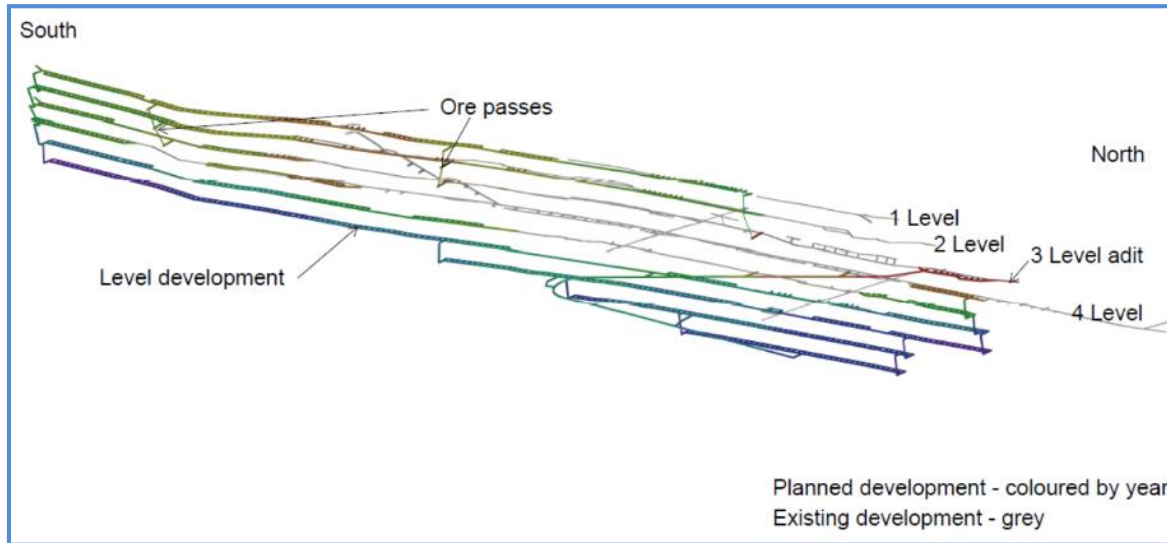 South
Ore passes
North
1 Level
2 Level
3 Level adit
Level development
4 Level
Planned development - coloured by year
Existing development - grey